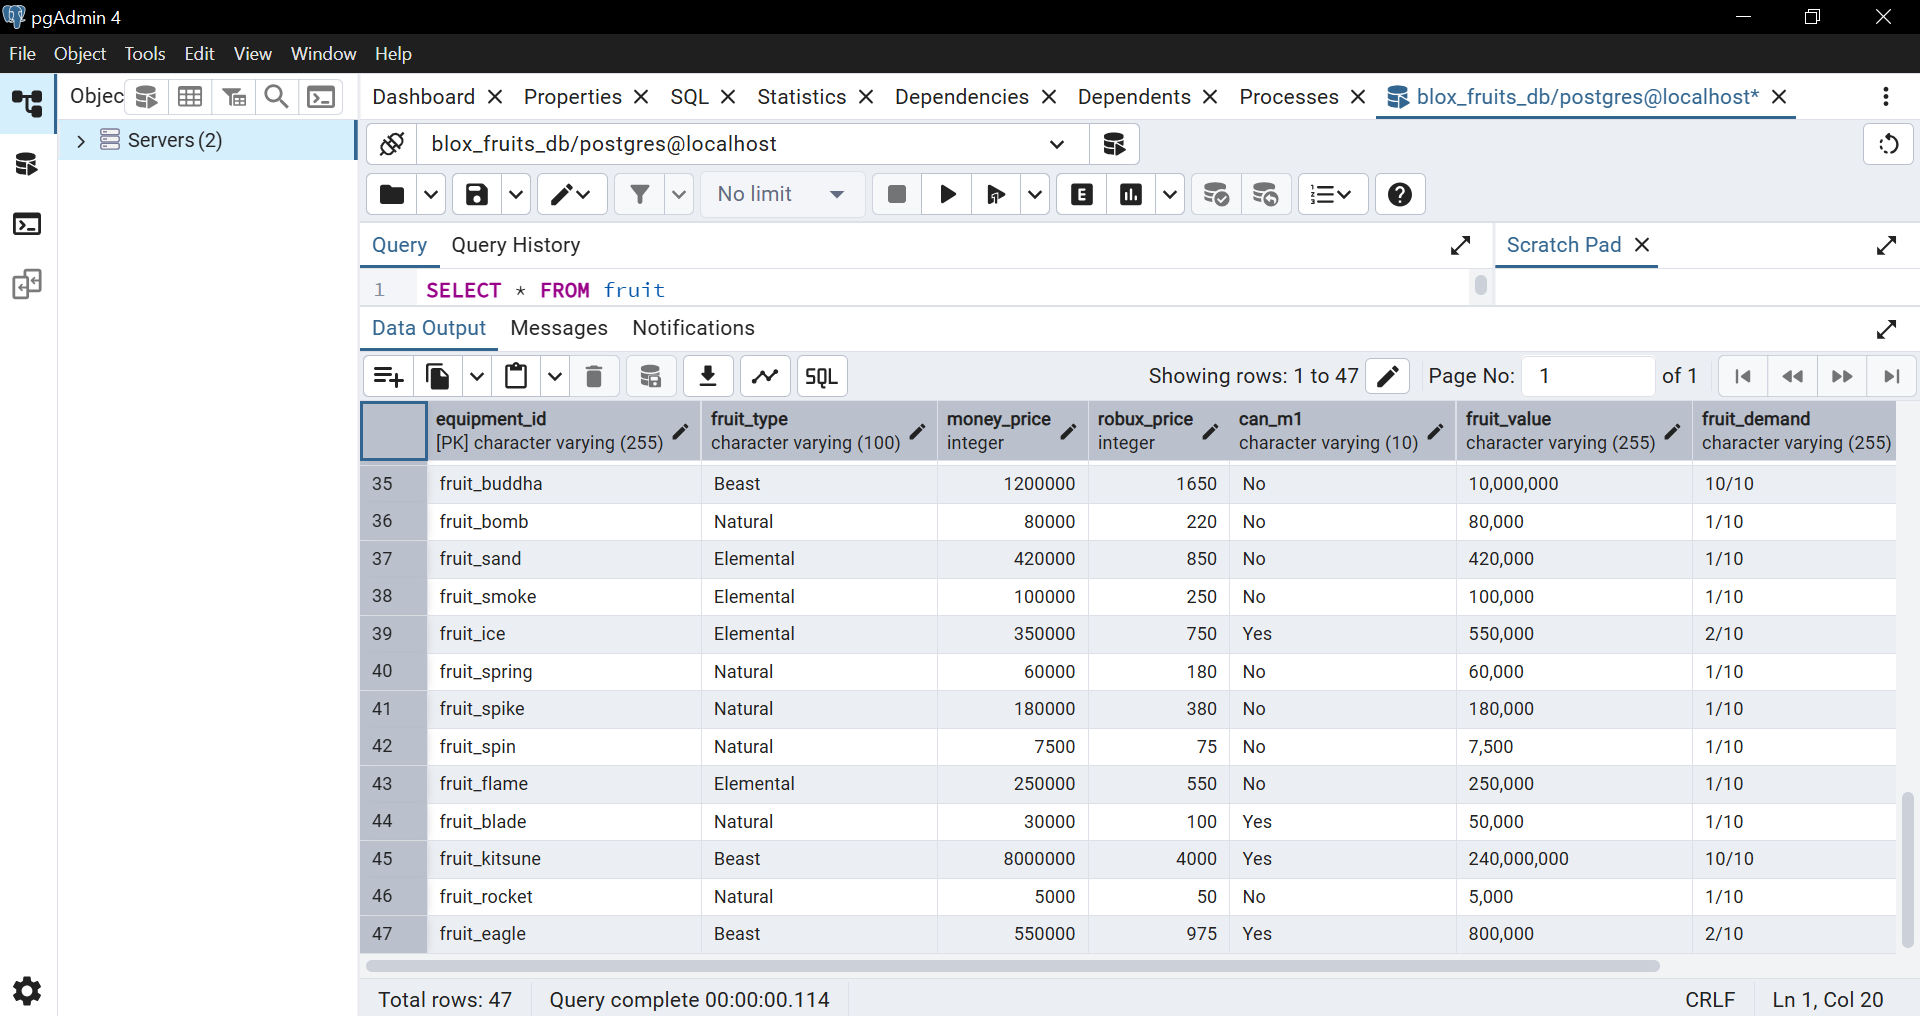 pgAdmin 4
File Object Tools Edit View Window Help
Objec
Dashboard Properties SQL Statistics Dependencies Dependents Processes blox_fruits_db/postgres@localhost*
Servers (2)
blox_fruits_db/postgres@localhost
No limit E
Query Query History Scratch Pad
1 SELECT * FROM fruit
Data Output Messages Notifications
SQL Showing rows: 1 to 47 Page No: 1 of 1
equipment_id fruit_type money_price robux_price can_m1 fruit_value fruit_demand
[PK] character varying (255) character varying (100) integer integer character varying (10) character varying (255) character varying (255)
35 fruit_buddha Beast 1200000 1650 No 10,000,000 10/10
36 fruit_bomb Natural 80000 220 No 80,000 1/10
37 fruit_sand Elemental 420000 850 No 420,000 1/10
38 fruit_smoke Elemental 100000 250 No 100,000 1/10
39 fruit_ice Elemental 350000 750 Yes 550,000 2/10
40 fruit_spring Natural 60000 180 No 60,000 1/10
41 fruit_spike Natural 180000 380 No 180,000 1/10
42 fruit_spin Natural 7500 75 No 7,500 1/10
43 fruit_flame Elemental 250000 550 No 250,000 1/10
44 fruit_blade Natural 30000 100 Yes 50,000 1/10
45 fruit_kitsune Beast 8000000 4000 Yes 240,000,000 10/10
46 fruit_rocket Natural 5000 50 No 5,000 1/10
47 fruit_eagle Beast 550000 975 Yes 800,000 2/10
Total rows: 47 Query complete 00:00:00.114 CRLF Ln 1, Col 20